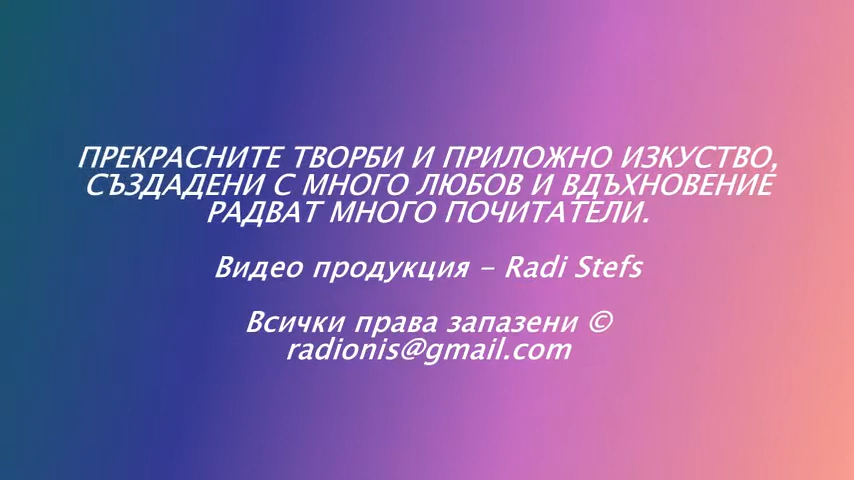 ПРЕКРАСНИТЕ ТВОРБИ И ПРИЛОЖНО ИЗКУСТВО,
СЪЗДАДЕНИ С МНОГО ЛЮБОВ И ВДЪХНОВЕНИЕ
РАДВАТ МНОГО ПОЧИТАТЕЛИ.
Видео продукция – Radi Stefs
Всички права запазени ©
radionis@gmail.com